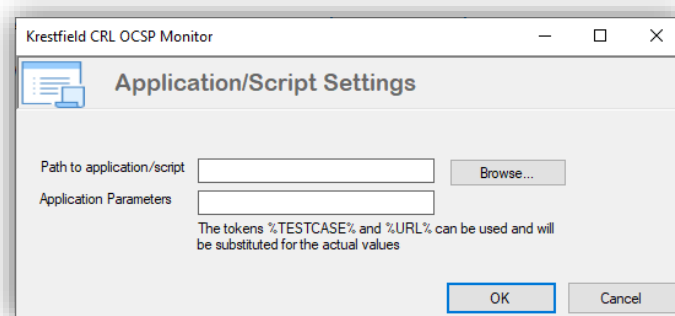 Krestfield CRL OCSP Monitor
Application/Script Settings
Path to application/script
Browse...
Application Parameters
The tokens %TESTCASE% and %URL% can be used and will
be substituted for the actual values
OK
Cancel